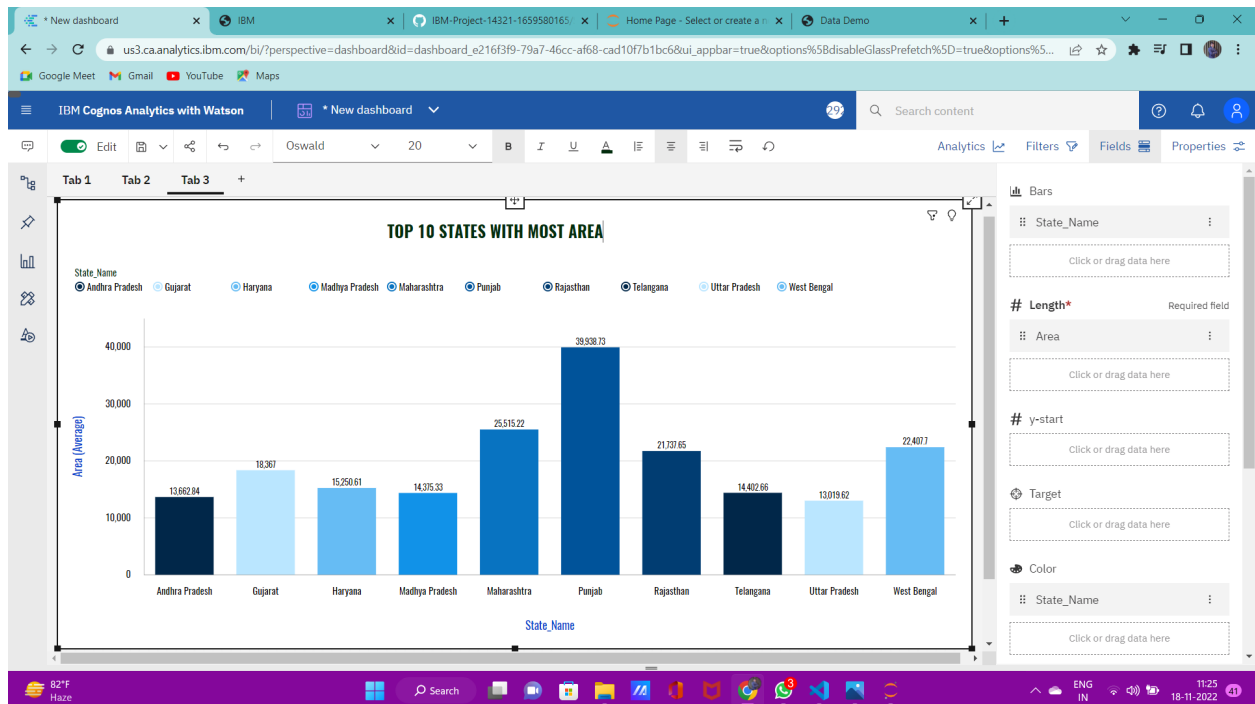 * New dashboard
IBM
IBM-Project-14321-1659580165/
Home Page - Select or create a n
Data Demo
us3.ca.analytics.ibm.com/bi/?perspective=dashboard&id=dashboard_e216f3f9-79a7-46cc-af68-cad10f7b1bc6&ui_appbar=true&options%5BdisableGlassPrefetch%5D=true&options%5...
Google Meet Gmail YouTube Maps
IBM Cognos Analytics with Watson * New dashboard 292 Search content
Edit Oswald 20 B I U A Analytics Filters Fields Properties
Tab 1 Tab 2 Tab 3 +
TOP 10 STATES WITH MOST AREA
State_Name
Andhra Pradesh Gujarat Haryana Madhya Pradesh Maharashtra Punjab Rajasthan Telangana Uttar Pradesh West Bengal
Area (Average)
40,000
30,000
20,000
10,000
0
13,662.84
18,367
15,250.61
14,375.33
25,515.22
39,938.73
21,737.65
14,402.66
13,019.62
22,407.7
Andhra Pradesh Gujarat Haryana Madhya Pradesh Maharashtra Punjab Rajasthan Telangana Uttar Pradesh West Bengal
State_Name
Bars
State_Name
Click or drag data here
# Length* Required field
Area
Click or drag data here
# y-start
Click or drag data here
Target
Click or drag data here
Color
State_Name
Click or drag data here
82°F
Haze
Search
3
ENG
IN
11:25
18-11-2022
41